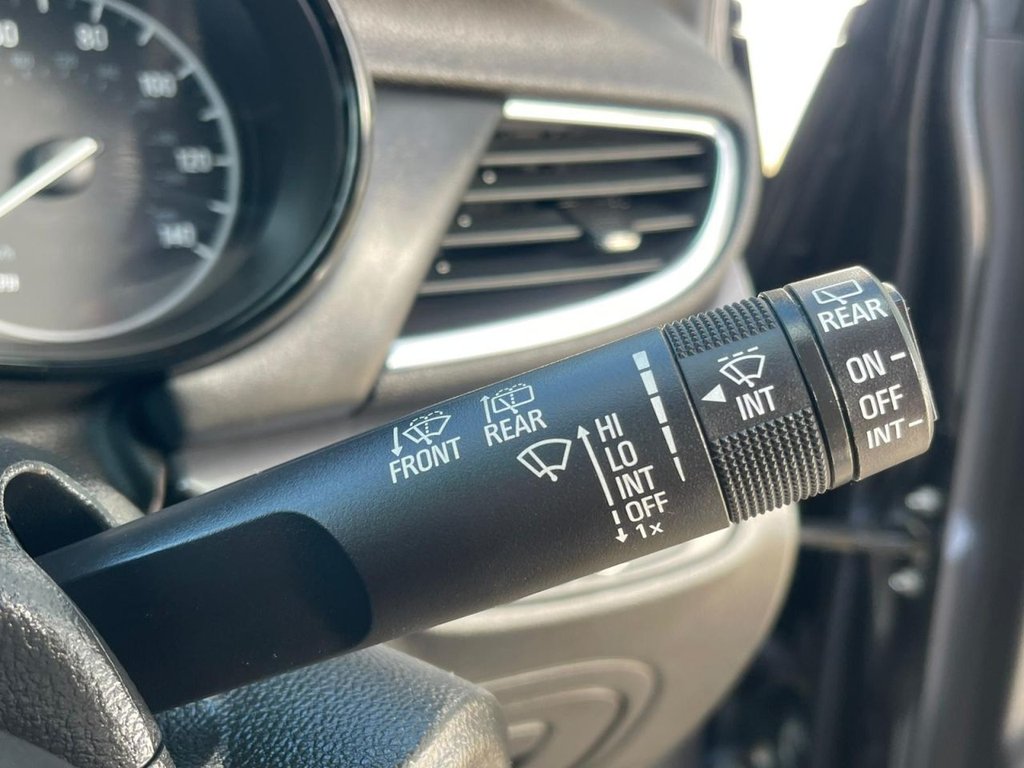 80
100
120
140
FRONT
REAR
HI
LO
INT
OFF
1x
INT
REAR
ON
OFF
INT